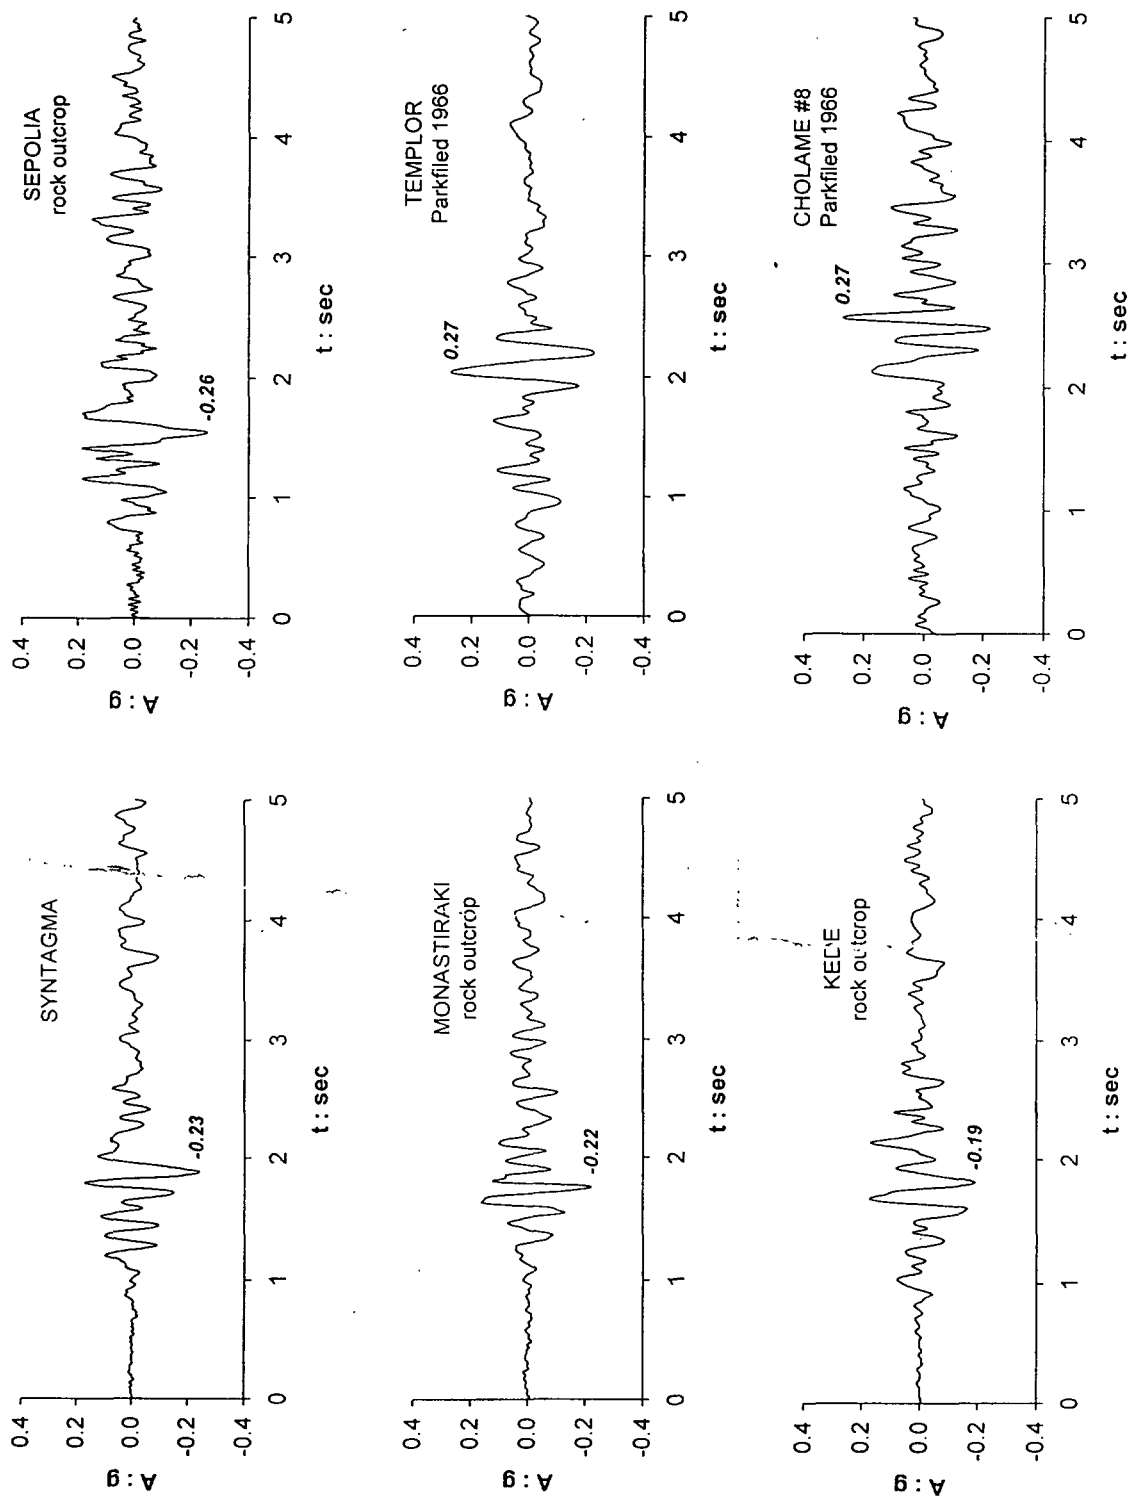 SYNTAGMA
0.4
0.2
0.0
-0.2
-0.4
A : g
-0.23
0 1 2 3 4 5
t : sec
SEPOLIA
rock outcrop
0.4
0.2
0.0
-0.2
-0.4
A : g
-0.26
0 1 2 3 4 5
t : sec
MONASTIRAKI
rock outcrop
0.4
0.2
0.0
-0.2
-0.4
A : g
-0.22
0 1 2 3 4 5
t : sec
TEMPLOR
Parkfiled 1966
0.27
0.4
0.2
0.0
-0.2
-0.4
A : g
0 1 2 3 4 5
t : sec
KEDE
rock outcrop
0.4
0.2
0.0
-0.2
-0.4
A : g
-0.19
0 1 2 3 4 5
t : sec
CHOLAME #8
Parkfiled 1966
0.27
0.4
0.2
0.0
-0.2
-0.4
A : g
0 1 2 3 4 5
t : sec